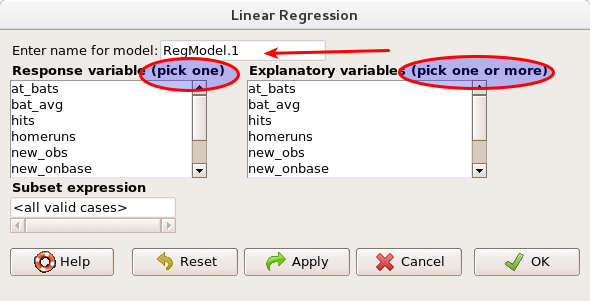 Linear Regression
Enter name for model: RegModel.1
Response variable (pick one) Explanatory variables (pick one or more)
at_bats at_bats
bat_avg bat_avg
hits hits
homeruns homeruns
new_obs new_obs
new_onbase new_onbase
Subset expression
<all valid cases>
Help Reset Apply Cancel OK